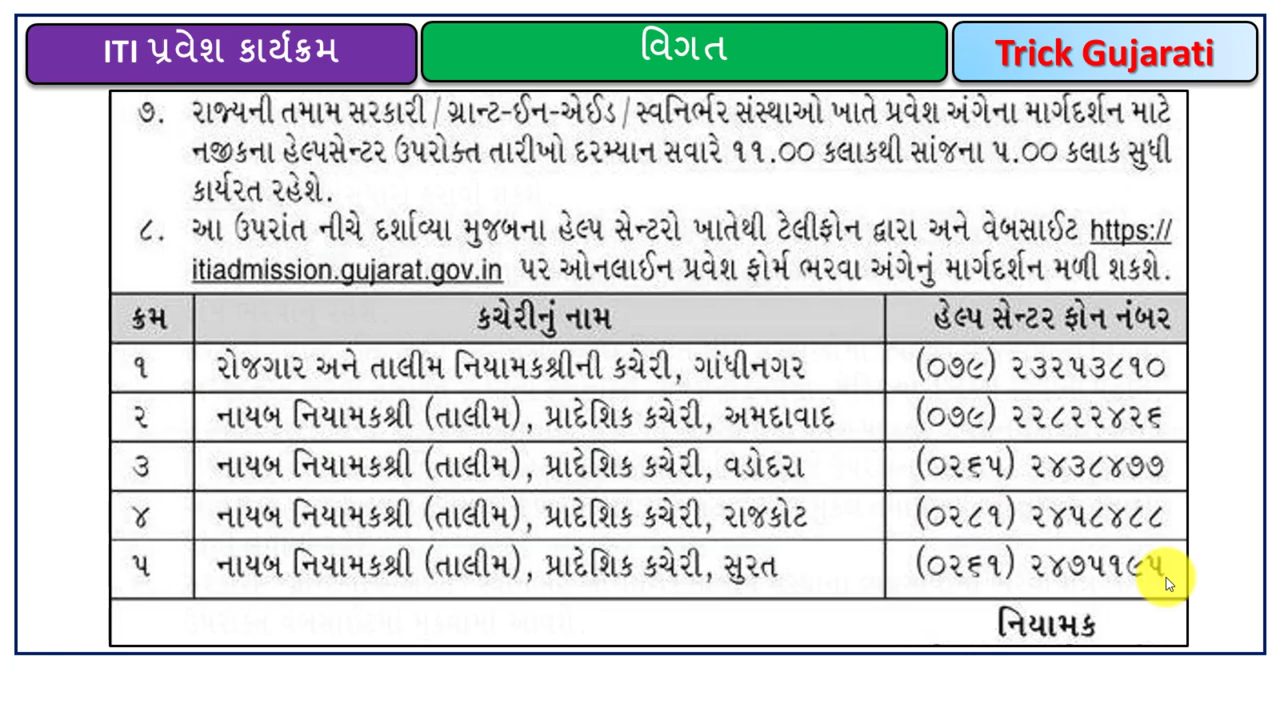 ITI પ્રવેશ કાર્યક્રમ
વિગત
Trick Gujarati
૭. રાજ્યની તમામ સરકારી / ગ્રાન્ટ-ઈન-એઈડ / સ્વનિર્ભર સંસ્થાઓ ખાતે પ્રવેશ અંગેના માર્ગદર્શન માટે
નજીકના હેલ્પસેન્ટર ઉપરોક્ત તારીખો દરમ્યાન સવારે ૧૧.૦૦ કલાકથી સાંજના ૫.૦૦ કલાક સુધી
કાર્યરત રહેશે.
૮. આ ઉપરાંત નીચે દર્શાવ્યા મુજબના હેલ્પ સેન્ટરો ખાતેથી ટેલીફોન દ્વારા અને વેબસાઈટ https://
itiadmission.gujarat.gov.in પર ઓનલાઈન પ્રવેશ ફોર્મ ભરવા અંગેનું માર્ગદર્શન મળી શકશે.
ક્રમ કચેરીનું નામ હેલ્પ સેન્ટર ફોન નંબર
૧ રોજગાર અને તાલીમ નિયામકશ્રીની કચેરી, ગાંધીનગર (૦૭૯) ૨૩૨૫૩૮૧૦
૨ નાયબ નિયામકશ્રી (તાલીમ), પ્રાદેશિક કચેરી, અમદાવાદ (૦૭૯) ૨૨૮૨૨૪૨૬
૩ નાયબ નિયામકશ્રી (તાલીમ), પ્રાદેશિક કચેરી, વડોદરા (૦૨૬૫) ૨૪૩૮૪૭૭
૪ નાયબ નિયામકશ્રી (તાલીમ), પ્રાદેશિક કચેરી, રાજકોટ (૦૨૮૧) ૨૪૫૮૪૮૮
૫ નાયબ નિયામકશ્રી (તાલીમ), પ્રાદેશિક કચેરી, સુરત (૦૨૬૧) ૨૪૭૫૧૯૫
નિયામક